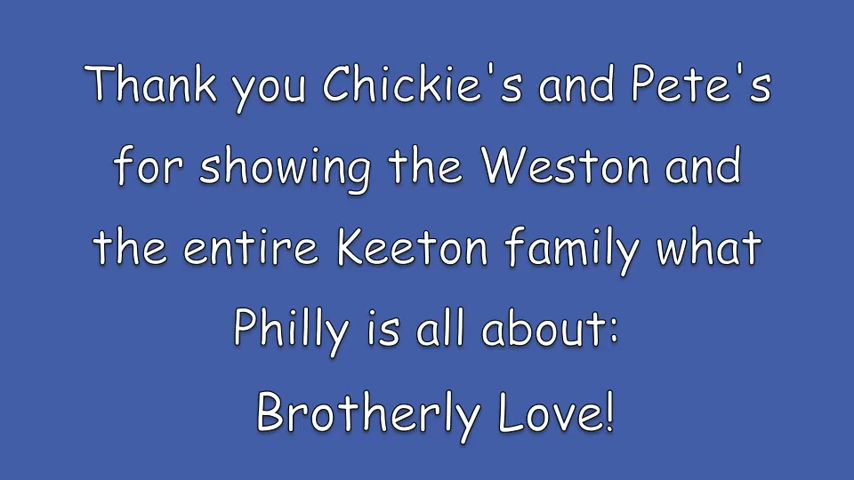 Thank you Chickie's and Pete's
for showing the Weston and
the entire Keeton family what
Philly is all about:
Brotherly Love!